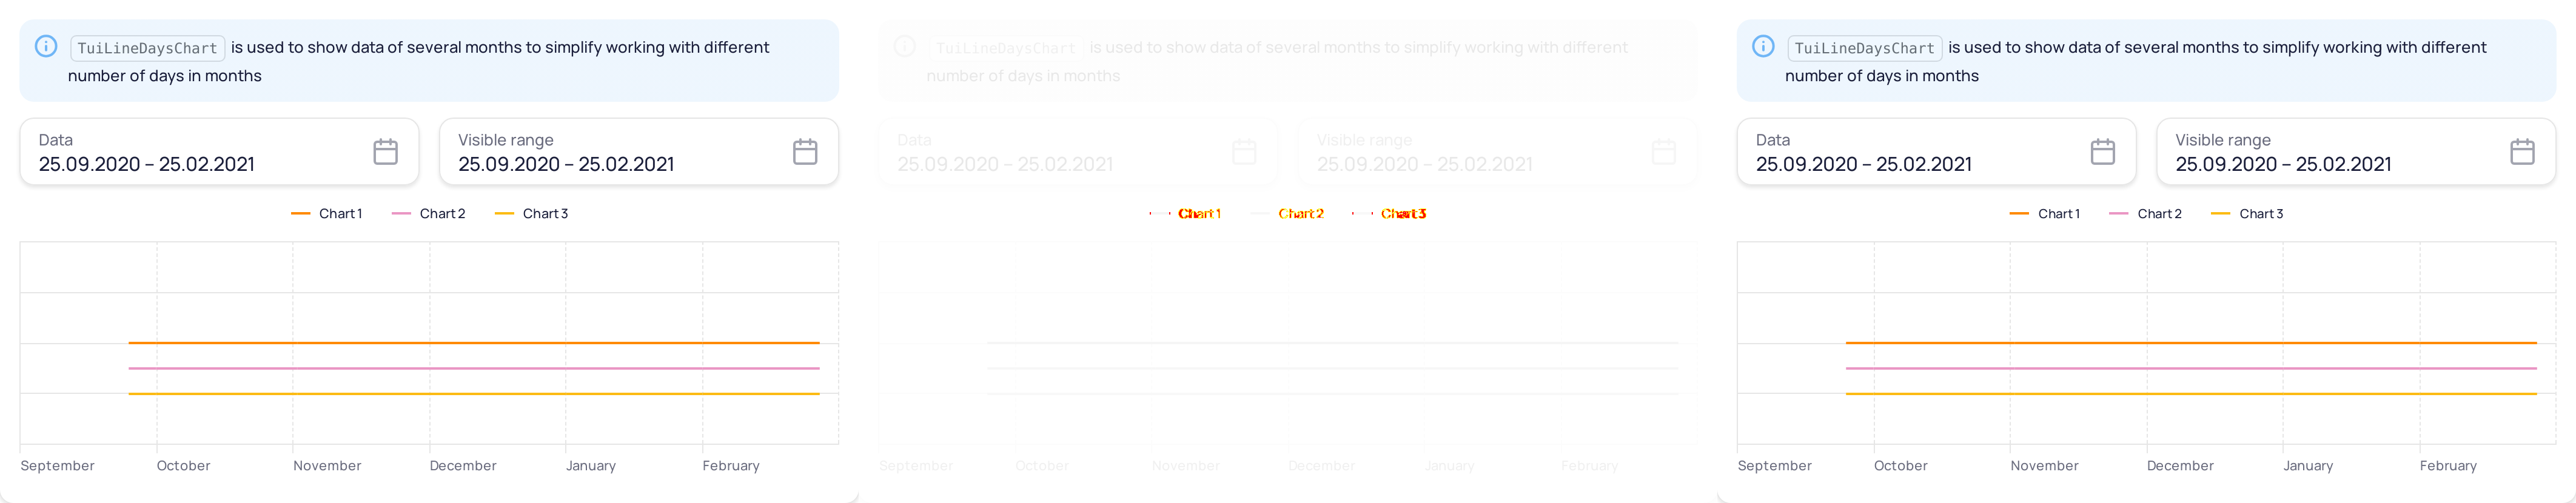 TuiLineDaysChart is used to show data of several months to simplify working with different
number of days in months
Data
25.09.2020 – 25.02.2021
Visible range
25.09.2020 – 25.02.2021
Chart 1
Chart 2
Chart 3
September
October
November
December
January
February
TuiLineDaysChart is used to show data of several months to simplify working with different
number of days in months
Data
25.09.2020 – 25.02.2021
Visible range
25.09.2020 – 25.02.2021
Chart 1
Chart 2
Chart 3
September
October
November
December
January
February
TuiLineDaysChart is used to show data of several months to simplify working with different
number of days in months
Data
25.09.2020 – 25.02.2021
Visible range
25.09.2020 – 25.02.2021
Chart 1
Chart 2
Chart 3
September
October
November
December
January
February